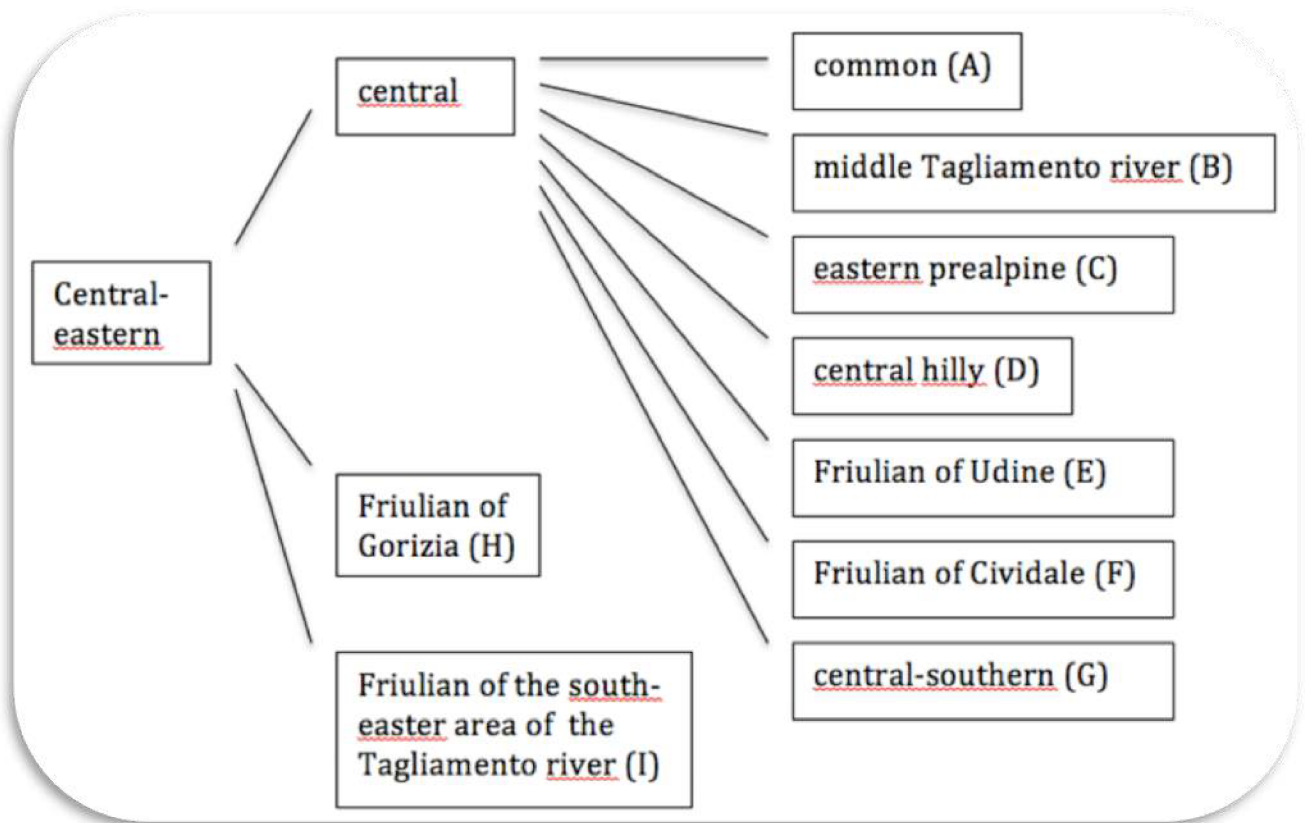 central
common (A)
middle Tagliamento river (B)
eastern prealpine (C)
Central-
eastern
central hilly (D)
Friulian of Udine (E)
Friulian of
Gorizia (H)
Friulian of Cividale (F)
central-southern (G)
Friulian of the south-
easter area of the
Tagliamento river (I)